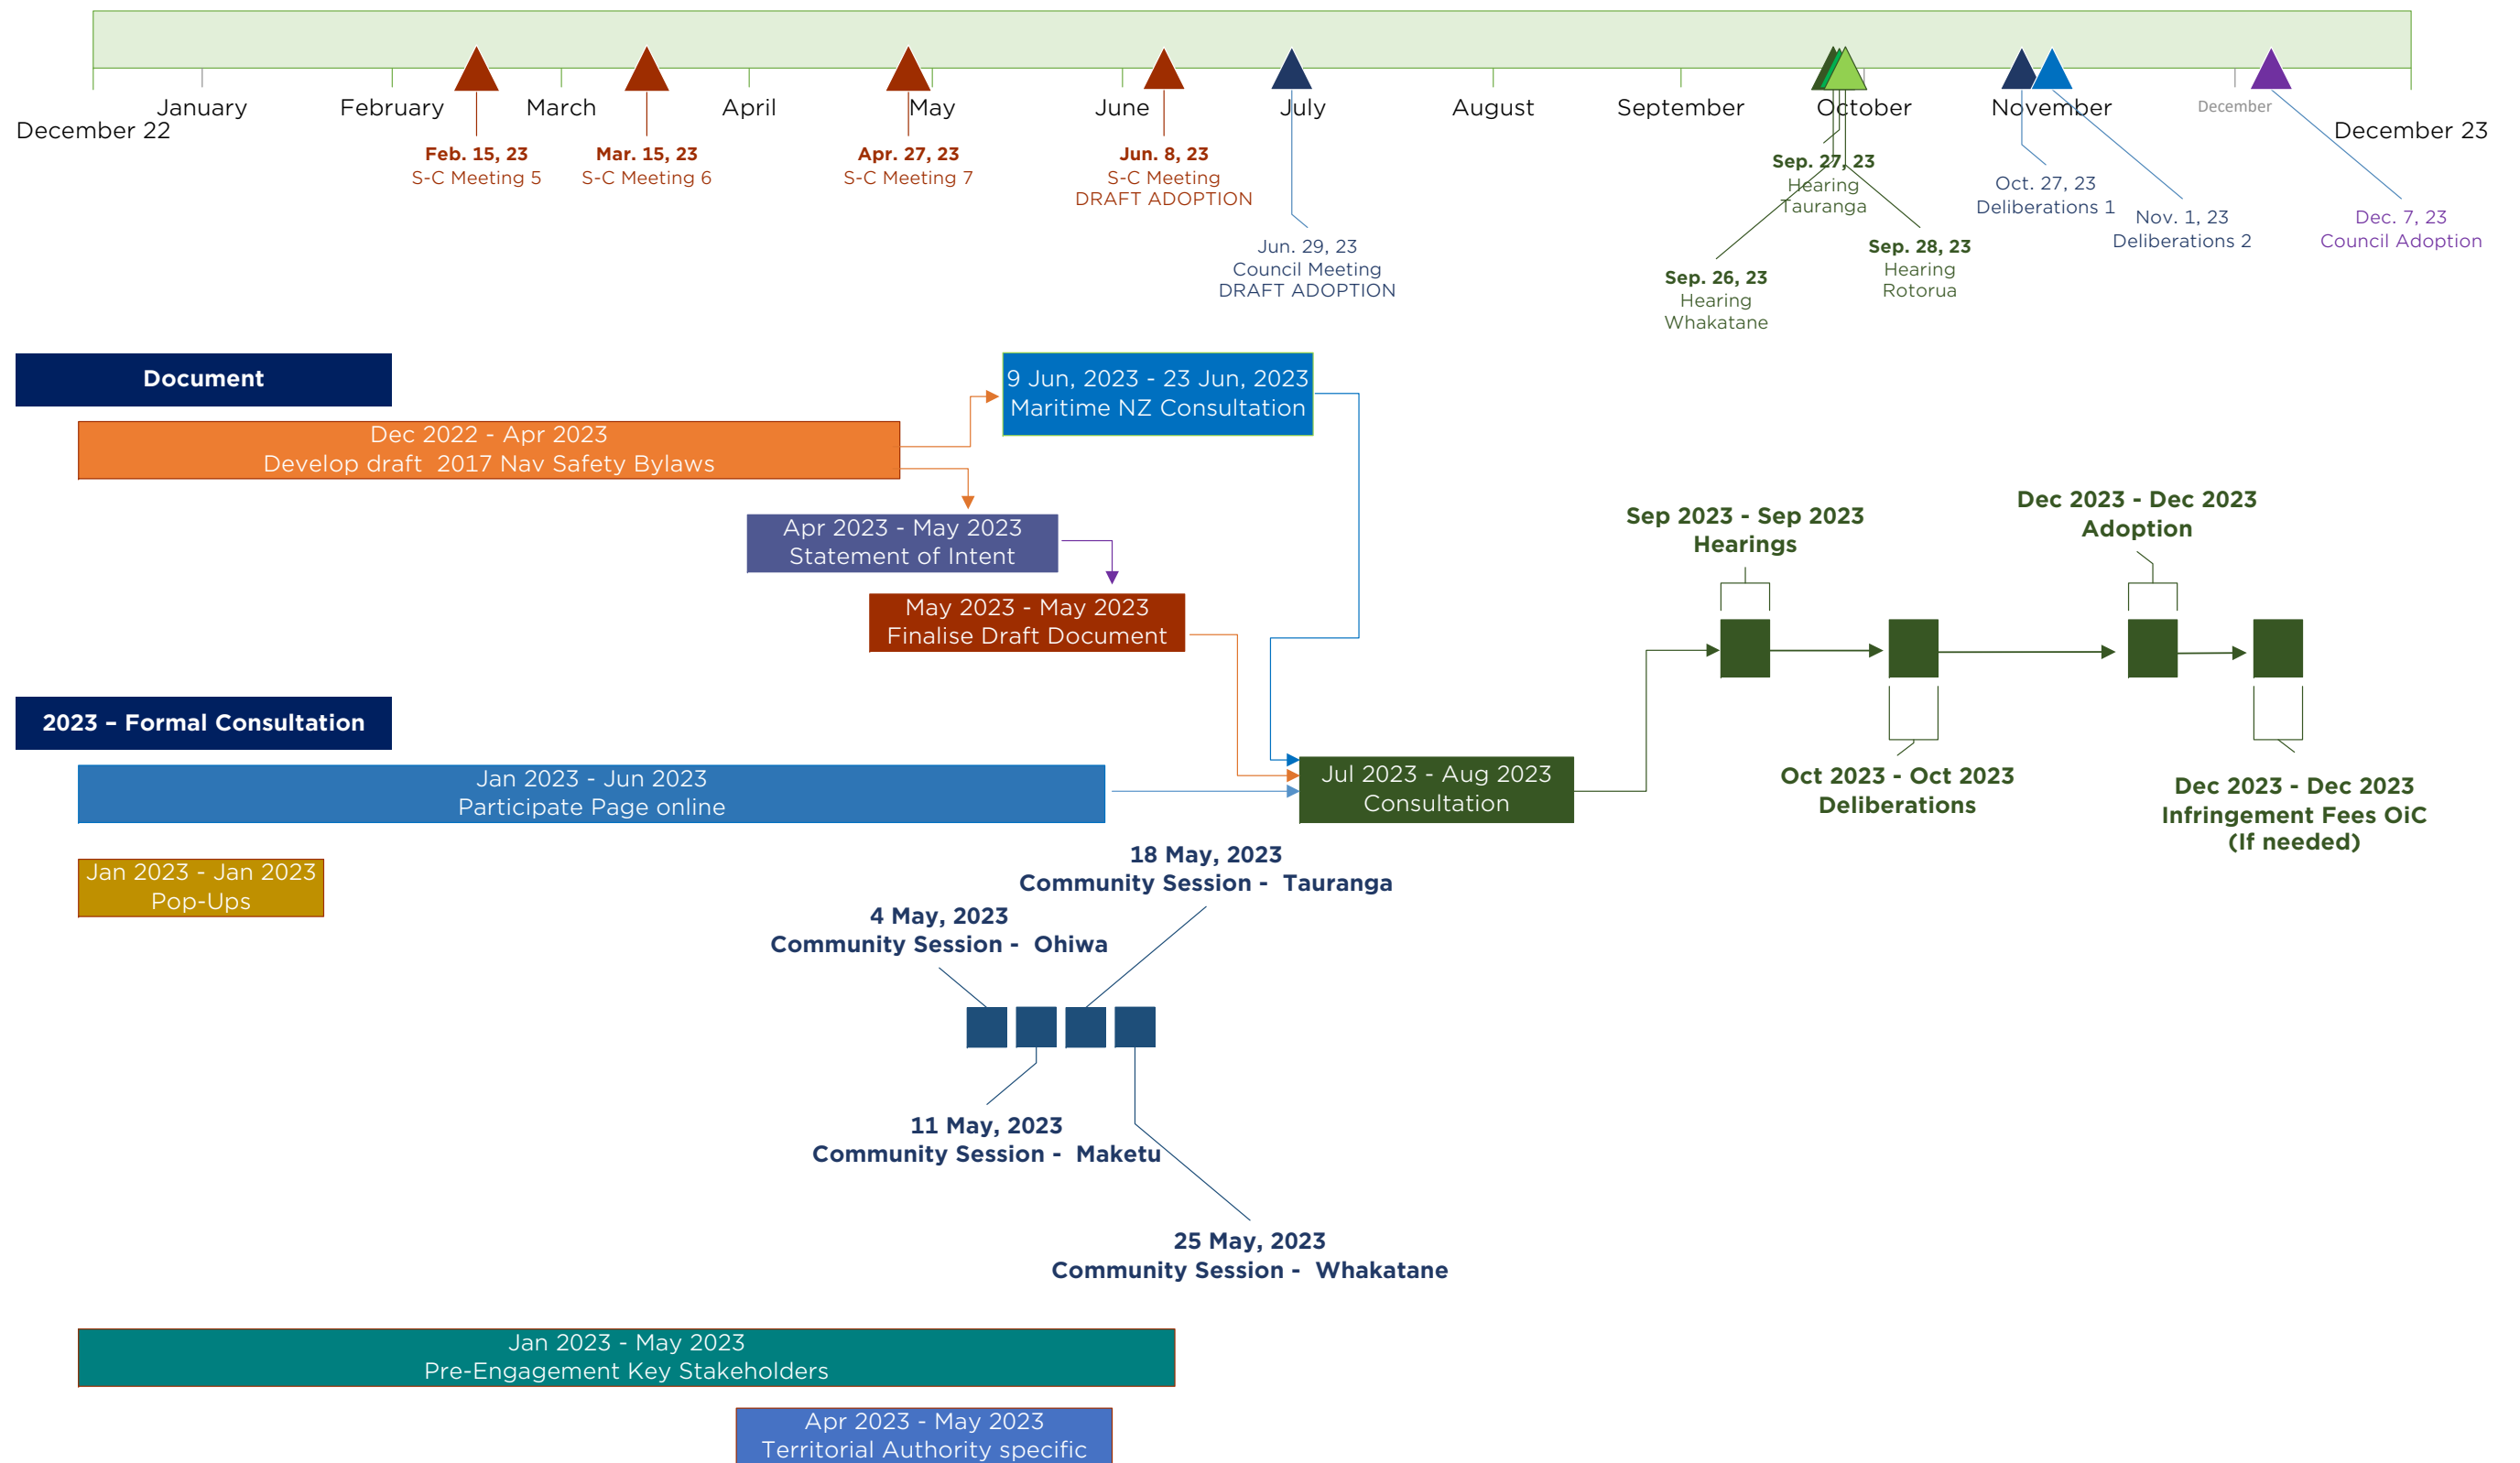 January
February
March
April
May
June
July
August
September
October
November
December
December 22
December 23
Feb. 15, 23
S-C Meeting 5
Mar. 15, 23
S-C Meeting 6
Apr. 27, 23
S-C Meeting 7
Jun. 8, 23
S-C Meeting
DRAFT ADOPTION
Jun. 29, 23
Council Meeting
DRAFT ADOPTION
Sep. 27, 23
Hearing
Tauranga
Sep. 26, 23
Hearing
Whakatane
Sep. 28, 23
Hearing
Rotorua
Oct. 27, 23
Deliberations 1
Nov. 1, 23
Deliberations 2
Dec. 7, 23
Council Adoption
Document
9 Jun, 2023 - 23 Jun, 2023
Maritime NZ Consultation
Dec 2022 - Apr 2023
Develop draft  2017 Nav Safety Bylaws
Apr 2023 - May 2023
Statement of Intent
May 2023 - May 2023
Finalise Draft Document
Sep 2023 - Sep 2023
Hearings
Dec 2023 - Dec 2023
Adoption
2023 – Formal Consultation
Jan 2023 - Jun 2023
Participate Page online
Jul 2023 - Aug 2023
Consultation
Oct 2023 - Oct 2023
Deliberations
Dec 2023 - Dec 2023
Infringement Fees OiC
(If needed)
Jan 2023 - Jan 2023
Pop-Ups
18 May, 2023
Community Session -  Tauranga
4 May, 2023
Community Session -  Ohiwa
11 May, 2023
Community Session -  Maketu
25 May, 2023
Community Session -  Whakatane
Jan 2023 - May 2023
Pre-Engagement Key Stakeholders
Apr 2023 - May 2023
Territorial Authority specific